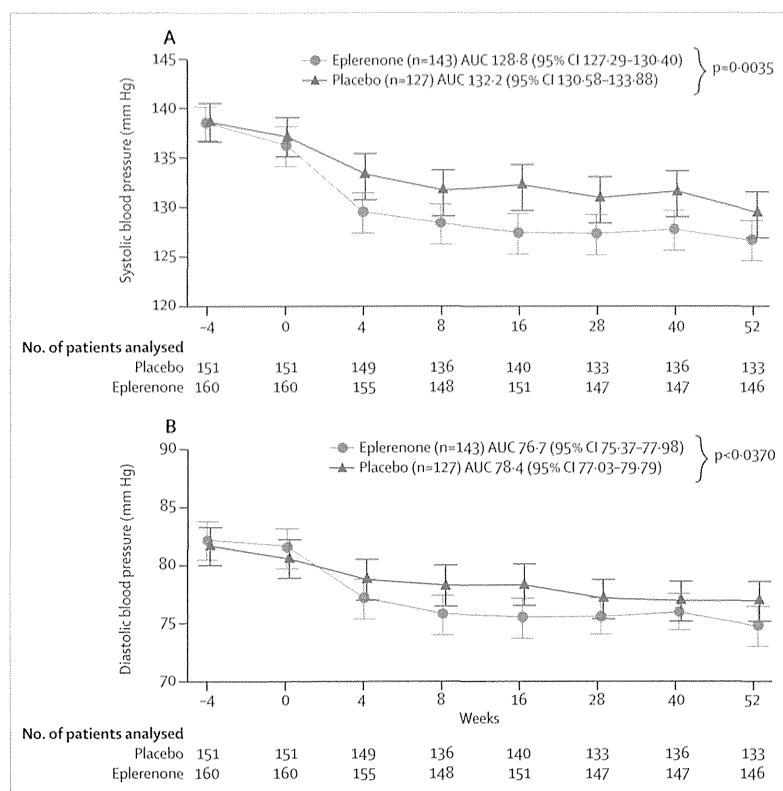 A
145
140
135
130
125
120
Systolic blood pressure (mm Hg)
Eplerenone (n=143) AUC 128·8 (95% CI 127·29–130·40)
Placebo (n=127) AUC 132·2 (95% CI 130·58–133·88)
p=0·0035
–4 0 4 8 16 28 40 52
No. of patients analysed
Placebo 151 151 149 136 140 133 136 133
Eplerenone 160 160 155 148 151 147 147 146
B
90
85
80
75
70
Diastolic blood pressure (mm Hg)
Eplerenone (n=143) AUC 76·7 (95% CI 75·37–77·98)
Placebo (n=127) AUC 78·4 (95% CI 77·03–79·79)
p<0·0370
–4 0 4 8 16 28 40 52
Weeks
No. of patients analysed
Placebo 151 151 149 136 140 133 136 133
Eplerenone 160 160 155 148 151 147 147 146